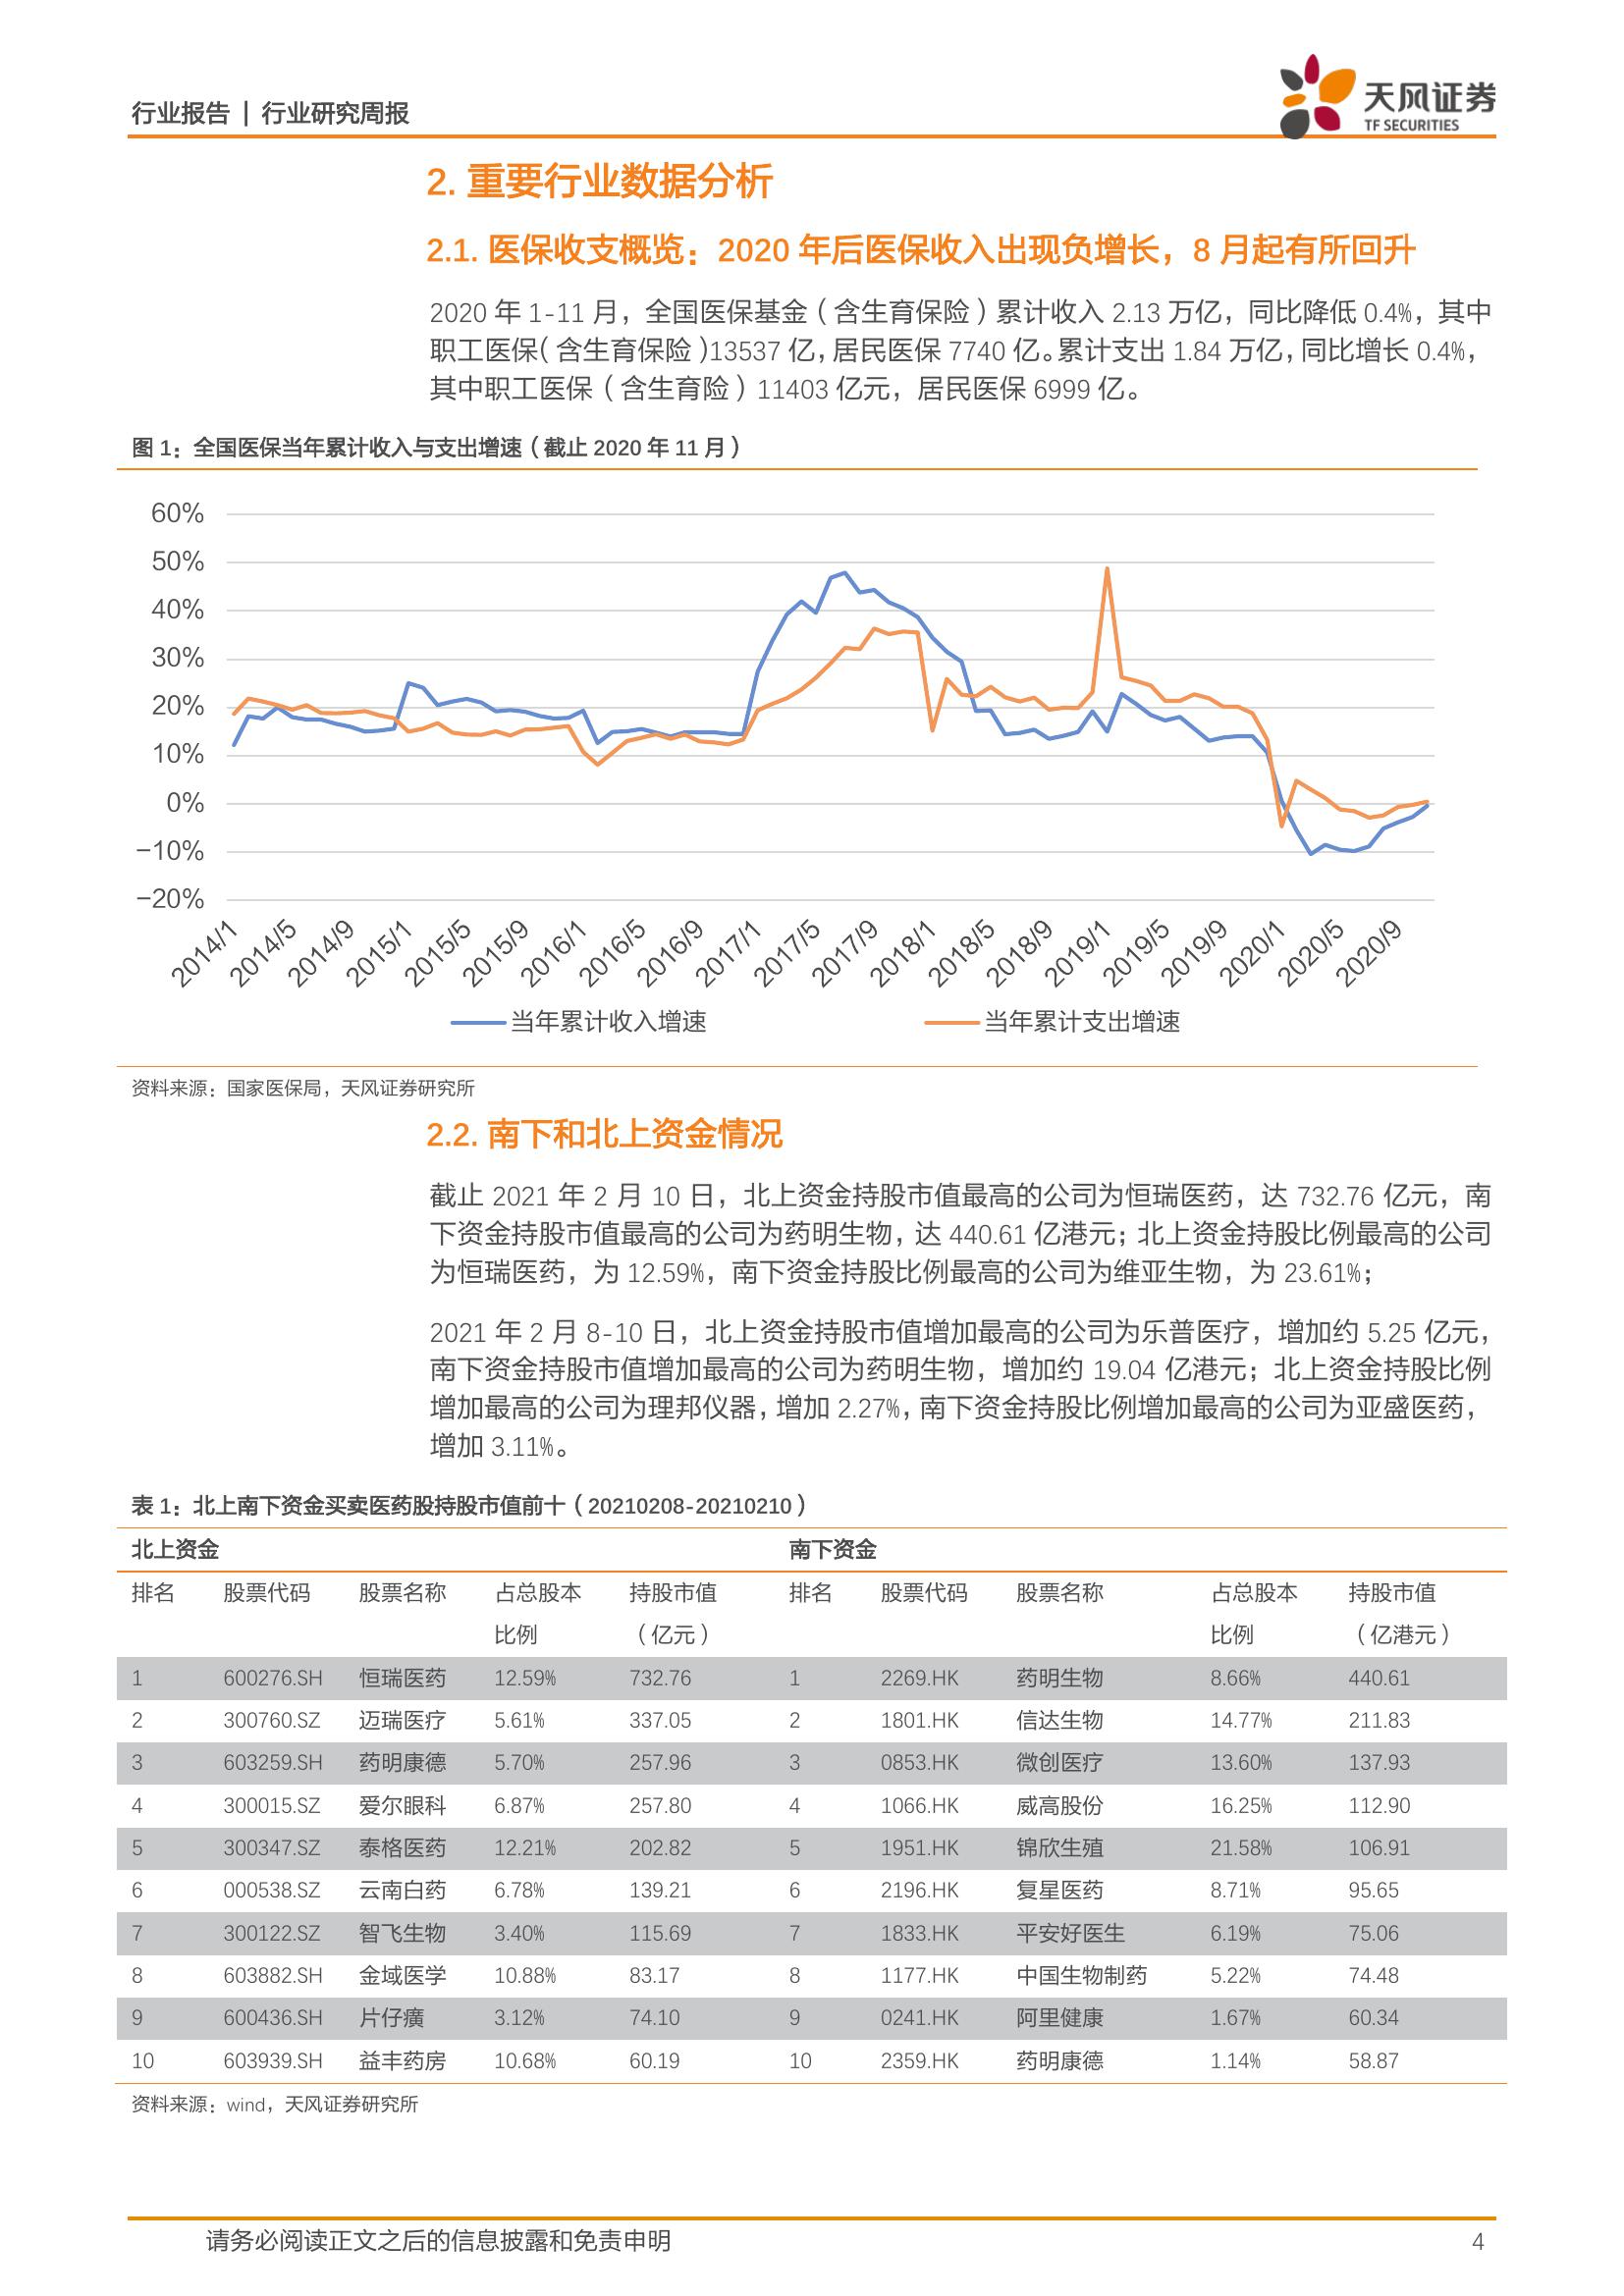 行业报告 | 行业研究周报
天风证券
TF SECURITIES
2. 重要行业数据分析
2.1. 医保收支概览：2020 年后医保收入出现负增长，8 月起有所回升
2020 年 1-11 月，全国医保基金（含生育保险）累计收入 2.13 万亿，同比降低 0.4%，其中
职工医保（含生育保险）13537 亿，居民医保 7740 亿。累计支出 1.84 万亿，同比增长 0.4%，
其中职工医保（含生育险）11403 亿元，居民医保 6999 亿。
图 1：全国医保当年累计收入与支出增速（截止 2020 年 11 月）
60%
50%
40%
30%
20%
10%
0%
-10%
-20%
2014/1 2014/5 2014/9 2015/1 2015/5 2015/9 2016/1 2016/5 2016/9 2017/1 2017/5 2017/9 2018/1 2018/5 2018/9 2019/1 2019/5 2019/9 2020/1 2020/5 2020/9
当年累计收入增速 当年累计支出增速
资料来源：国家医保局，天风证券研究所
2.2. 南下和北上资金情况
截止 2021 年 2 月 10 日，北上资金持股市值最高的公司为恒瑞医药，达 732.76 亿元，南
下资金持股市值最高的公司为药明生物，达 440.61 亿港元；北上资金持股比例最高的公司
为恒瑞医药，为 12.59%，南下资金持股比例最高的公司为维亚生物，为 23.61%；
2021 年 2 月 8-10 日，北上资金持股市值增加最高的公司为乐普医疗，增加约 5.25 亿元，
南下资金持股市值增加最高的公司为药明生物，增加约 19.04 亿港元；北上资金持股比例
增加最高的公司为理邦仪器，增加 2.27%，南下资金持股比例增加最高的公司为亚盛医药，
增加 3.11%。
表 1：北上南下资金买卖医药股持股市值前十（20210208-20210210）
北上资金 南下资金
排名 股票代码 股票名称 占总股本 持股市值 排名 股票代码 股票名称 占总股本 持股市值
比例 （亿元） 比例 （亿港元）
1 600276.SH 恒瑞医药 12.59% 732.76 1 2269.HK 药明生物 8.66% 440.61
2 300760.SZ 迈瑞医疗 5.61% 337.05 2 1801.HK 信达生物 14.77% 211.83
3 603259.SH 药明康德 5.70% 257.96 3 0853.HK 微创医疗 13.60% 137.93
4 300015.SZ 爱尔眼科 6.87% 257.80 4 1066.HK 威高股份 16.25% 112.90
5 300347.SZ 泰格医药 12.21% 202.82 5 1951.HK 锦欣生殖 21.58% 106.91
6 000538.SZ 云南白药 6.78% 139.21 6 2196.HK 复星医药 8.71% 95.65
7 300122.SZ 智飞生物 3.40% 115.69 7 1833.HK 平安好医生 6.19% 75.06
8 603882.SH 金域医学 10.88% 83.17 8 1177.HK 中国生物制药 5.22% 74.48
9 600436.SH 片仔癀 3.12% 74.10 9 0241.HK 阿里健康 1.67% 60.34
10 603939.SH 益丰药房 10.68% 60.19 10 2359.HK 药明康德 1.14% 58.87
资料来源：wind，天风证券研究所
请务必阅读正文之后的信息披露和免责申明 4